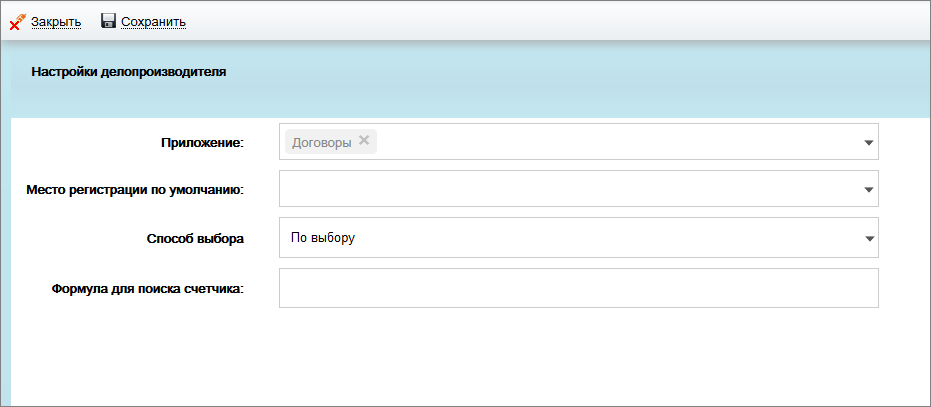 Закрыть Сохранить
Настройки делопроизводителя
Приложение: Договоры
Место регистрации по умолчанию:
Способ выбора По выбору
Формула для поиска счетчика: